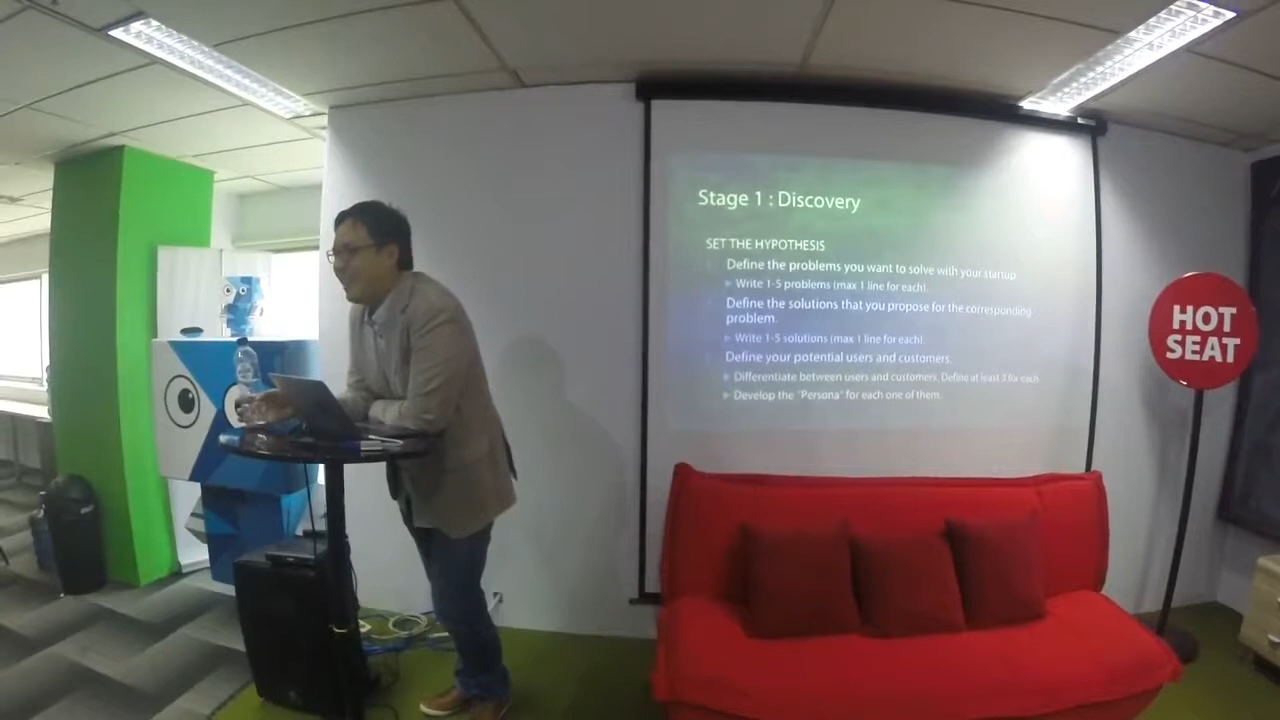 Stage 1 : Discovery
SET THE HYPOTHESIS
Define the problems you want to solve with your startup
Write 1-5 problems (max 1 line for each).
Define the solutions that you propose for the corresponding
problem.
Write 1-5 solutions (max 1 line for each).
Define your potential users and customers.
Differentiate between users and customers. Define at least 3 for each
Develop the "Persona" for each one of them.
HOT
SEAT